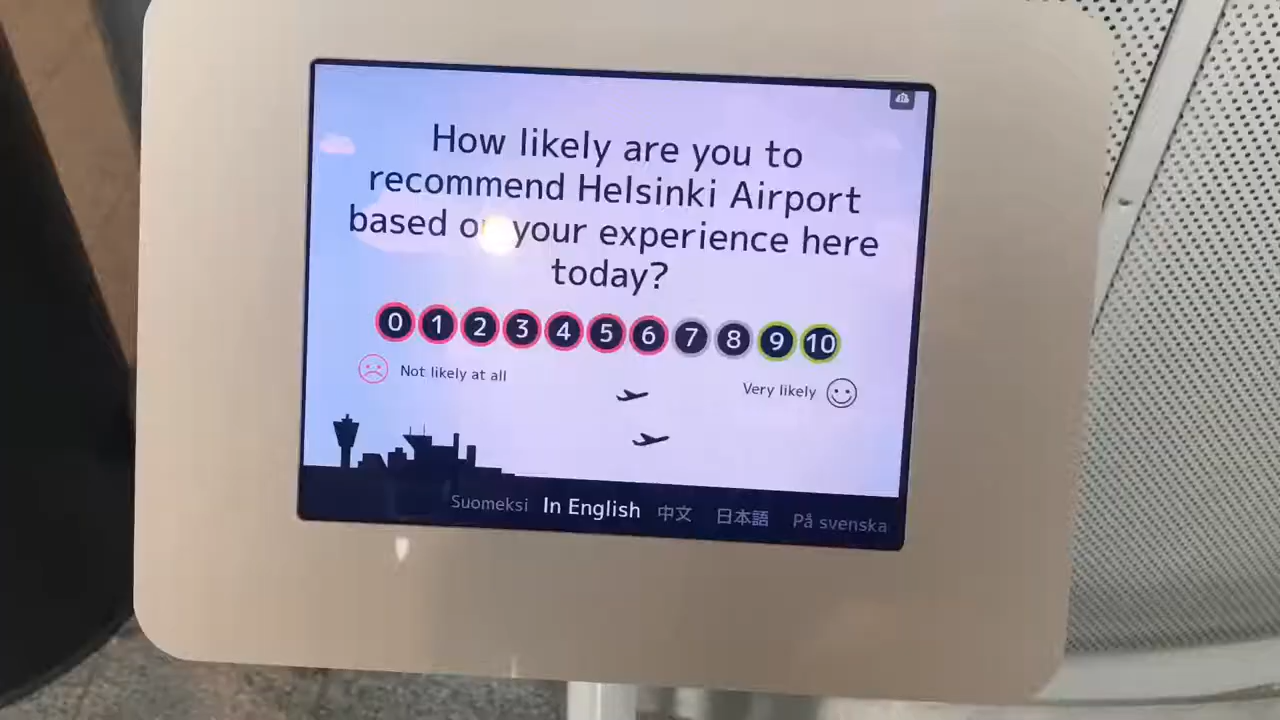 How likely are you to
recommend Helsinki Airport
based on your experience here
today?
0 1 2 3 4 5 6 7 8 9 10
Not likely at all
Very likely
Suomeksi In English 中文 日本語 På svenska